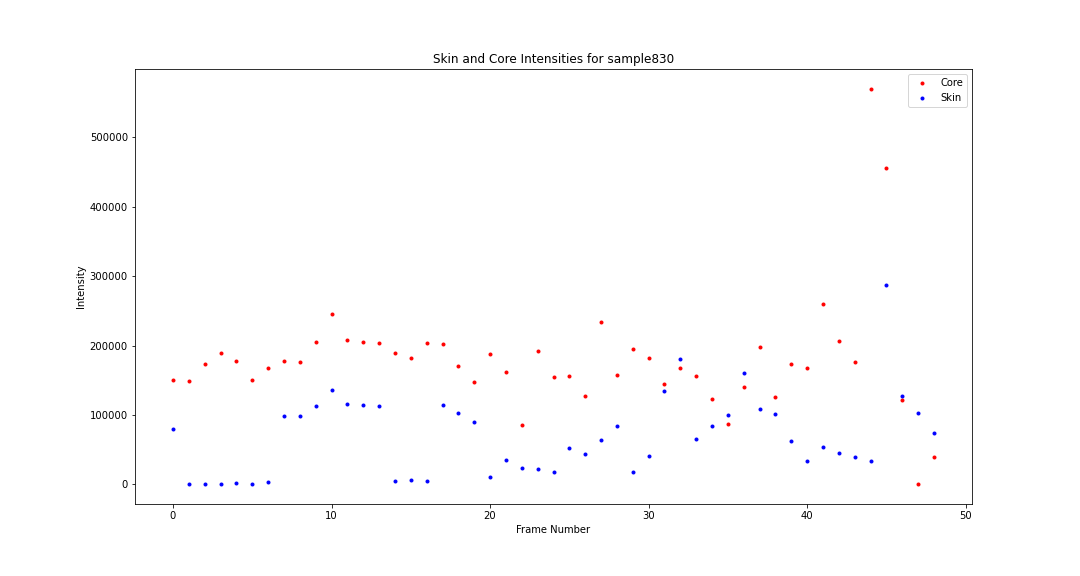 Skin and Core Intensities for sample830
Core
Skin
500000
400000
300000
200000
100000
0
Intensity
0 10 20 30 40 50
Frame Number